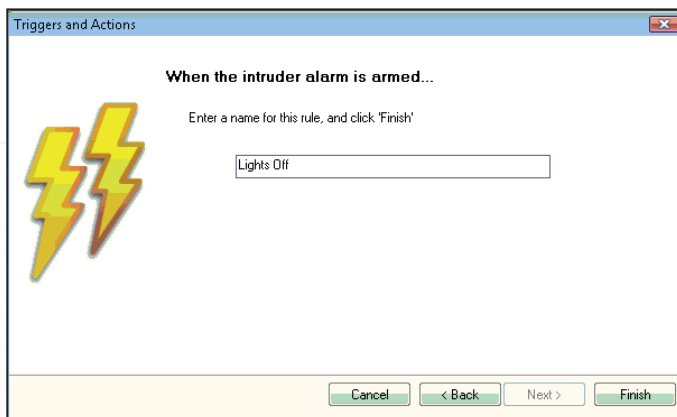 Triggers and Actions
When the intruder alarm is armed...
Enter a name for this rule, and click 'Finish'
Lights Off
Cancel
< Back
Next >
Finish